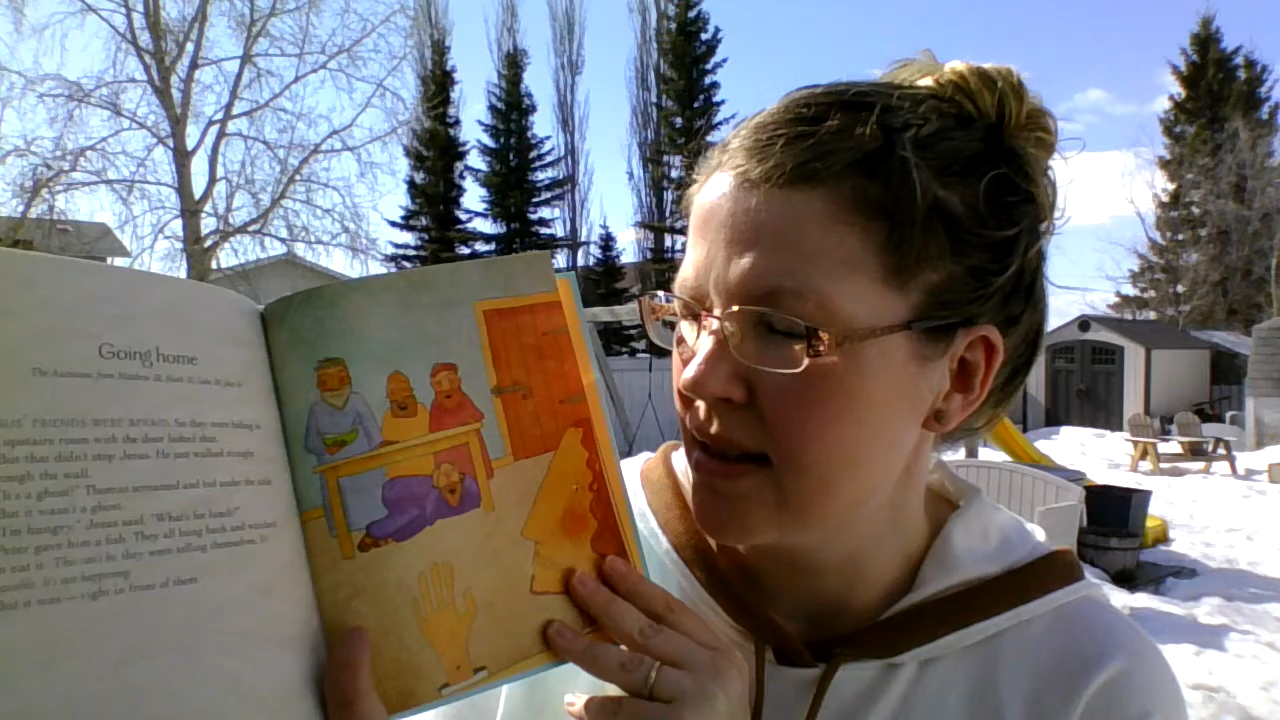 Going home
The Ascension, from Matthew 28, Mark 16, Luke 24,
US' FRIENDS WERE AFRAID. So they were hiding in
upstairs room with the door bolted shut.
But that didn't stop Jesus. He just walked straight
rough the wall.
"It's a ghost!" Thomas screamed and hid under the table
But it wasn't a ghost.
"I'm hungry," Jesus said. "What's for lunch?"
Peter gave him a fish. They all hung back and watched
eat it. This can't be, they were telling themselves. It
It's not happening.
But it was — right in front of them